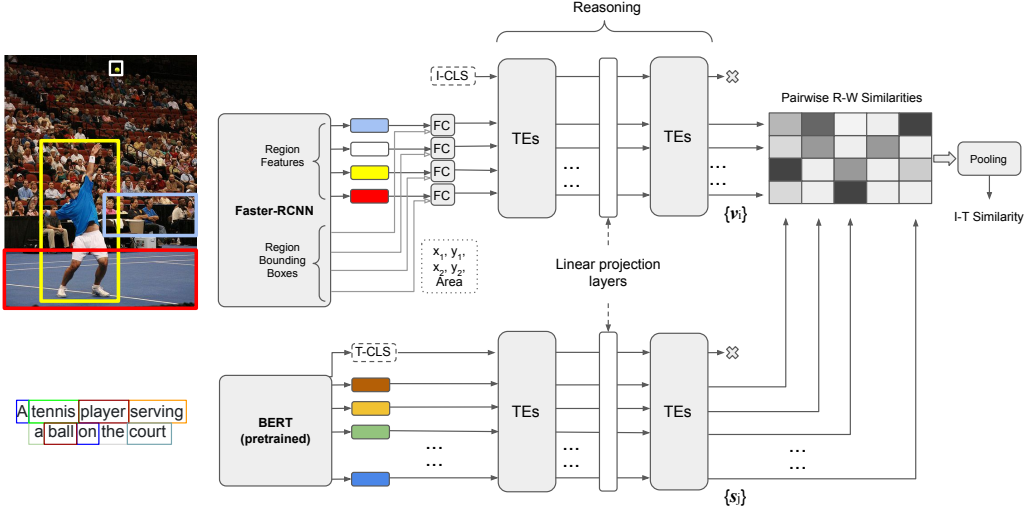 Reasoning
I-CLS
TEs
TEs
Pairwise R-W Similarities
Region
Features
FC
FC
FC
FC
...
...
...
...
...
...
Pooling
Faster-RCNN
{vi}
I-T Similarity
Region
Bounding
Boxes
x1, y1,
x2, y2,
Area
Linear projection
layers
T-CLS
BERT
(pretrained)
TEs
TEs
A tennis player serving
a ball on the court
...
...
...
...
...
...
{sj}